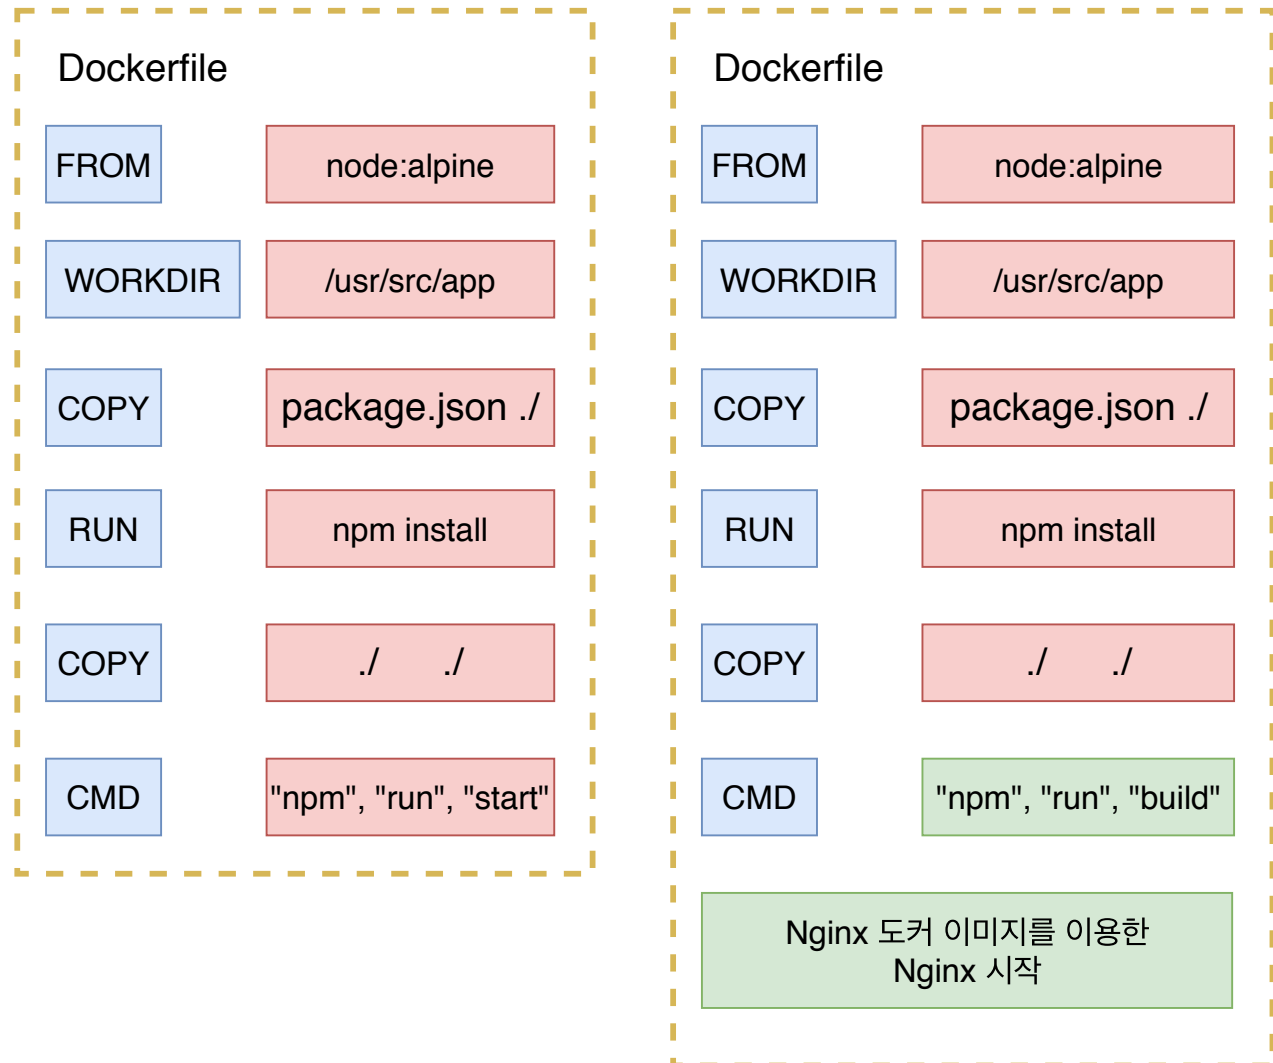 Dockerfile
FROM node:alpine
WORKDIR /usr/src/app
COPY package.json ./
RUN npm install
COPY ./ ./
CMD "npm", "run", "start"
Dockerfile
FROM node:alpine
WORKDIR /usr/src/app
COPY package.json ./
RUN npm install
COPY ./ ./
CMD "npm", "run", "build"
Nginx 도커 이미지를 이용한
Nginx 시작